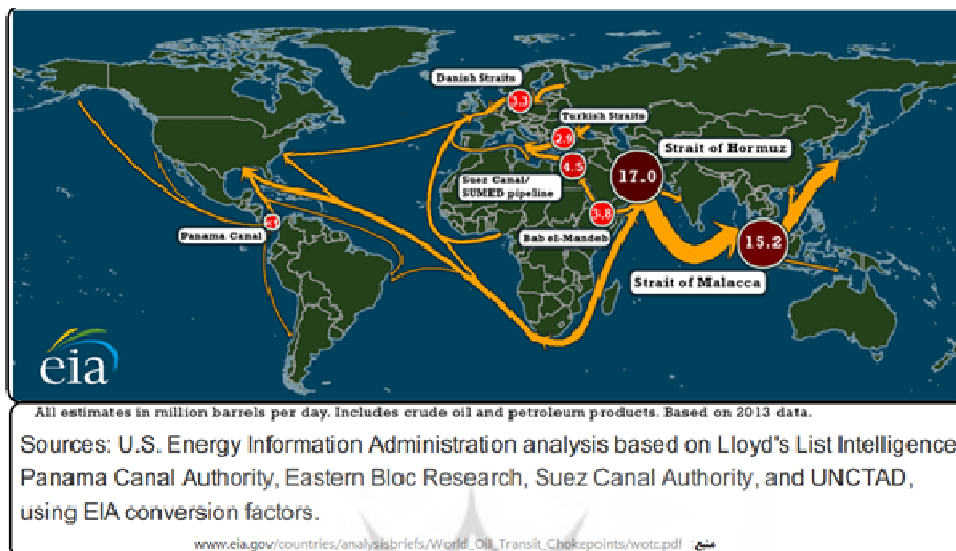 Danish Straits
3.3
Turkish Straits
2.9
Strait of Hormuz
17.0
Suez Canal/
SUMED pipeline
4.5
3.8
Bab el-Mandeb
Panama Canal
15.2
Strait of Malacca
eia
All estimates in million barrels per day. Includes crude oil and petroleum products. Based on 2013 data.
Sources: U.S. Energy Information Administration analysis based on Lloyd's List Intelligence
Panama Canal Authority, Eastern Bloc Research, Suez Canal Authority, and UNCTAD,
using EIA conversion factors.
www.eia.gov/countries/analysisbriefs/World_Oil_Transit_Chokepoints/wotc.pdf :منبع